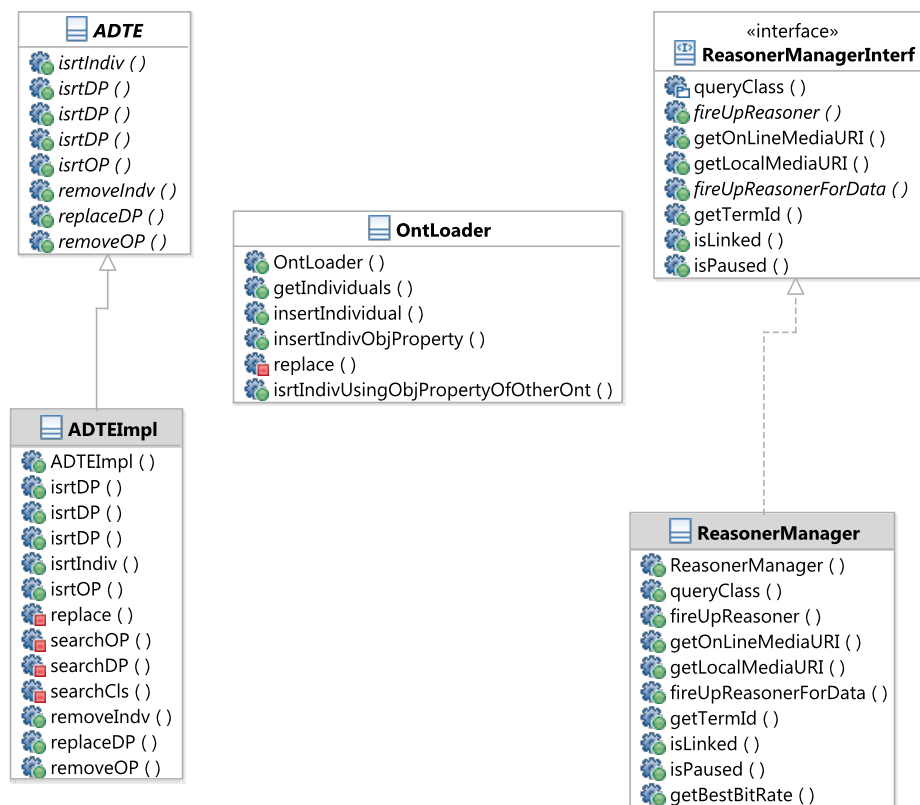 ADTE
isrtIndiv ( )
isrtDP ( )
isrtDP ( )
isrtDP ( )
isrtOP ( )
removeIndv ( )
replaceDP ( )
removeOP ( )
«interface»
ReasonerManagerInterf
queryClass ( )
fireUpReasoner ( )
getOnLineMediaURI ( )
getLocalMediaURI ( )
fireUpReasonerForData ( )
getTermId ( )
isLinked ( )
isPaused ( )
OntLoader
OntLoader ( )
getIndividuals ( )
insertIndividual ( )
insertIndivObjProperty ( )
replace ( )
isrtIndivUsingObjPropertyOfOtherOnt ( )
ADTEImpl
ADTEImpl ( )
isrtDP ( )
isrtDP ( )
isrtDP ( )
isrtIndiv ( )
isrtOP ( )
replace ( )
searchOP ( )
searchDP ( )
searchCls ( )
removeIndv ( )
replaceDP ( )
removeOP ( )
ReasonerManager
ReasonerManager ( )
queryClass ( )
fireUpReasoner ( )
getOnLineMediaURI ( )
getLocalMediaURI ( )
fireUpReasonerForData ( )
getTermId ( )
isLinked ( )
isPaused ( )
getBestBitRate ( )